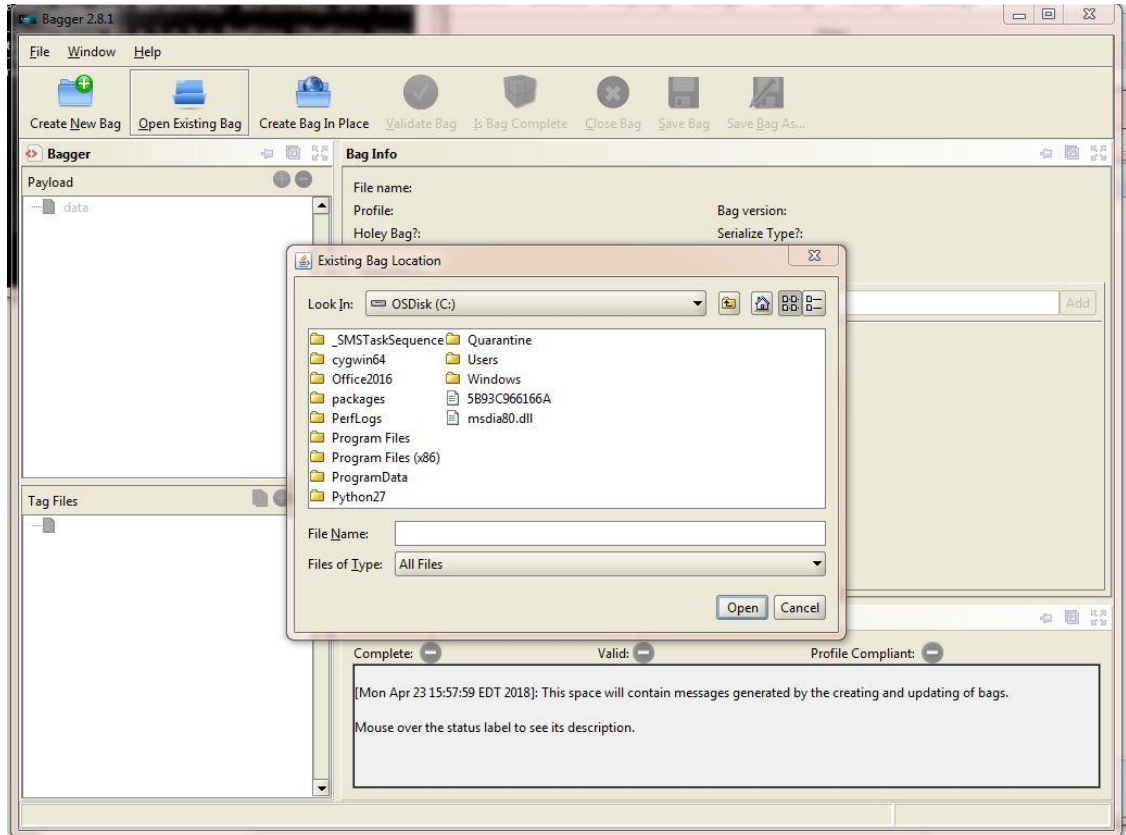 Bagger 2.8.1
File Window Help
Create New Bag Open Existing Bag Create Bag In Place Validate Bag Is Bag Complete Close Bag Save Bag Save Bag As...
Bagger
Payload
data
Tag Files
Bag Info
File name:
Profile: Bag version:
Holey Bag?: Serialize Type?:
Add
Existing Bag Location
Look In: OSDisk (C:)
_SMSTaskSequence Quarantine
cygwin64 Users
Office2016 Windows
packages 5B93C966166A
PerfLogs msdia80.dll
Program Files
Program Files (x86)
ProgramData
Python27
File Name:
Files of Type: All Files
Open Cancel
Complete: Valid: Profile Compliant:
[Mon Apr 23 15:57:59 EDT 2018]: This space will contain messages generated by the creating and updating of bags.
Mouse over the status label to see its description.